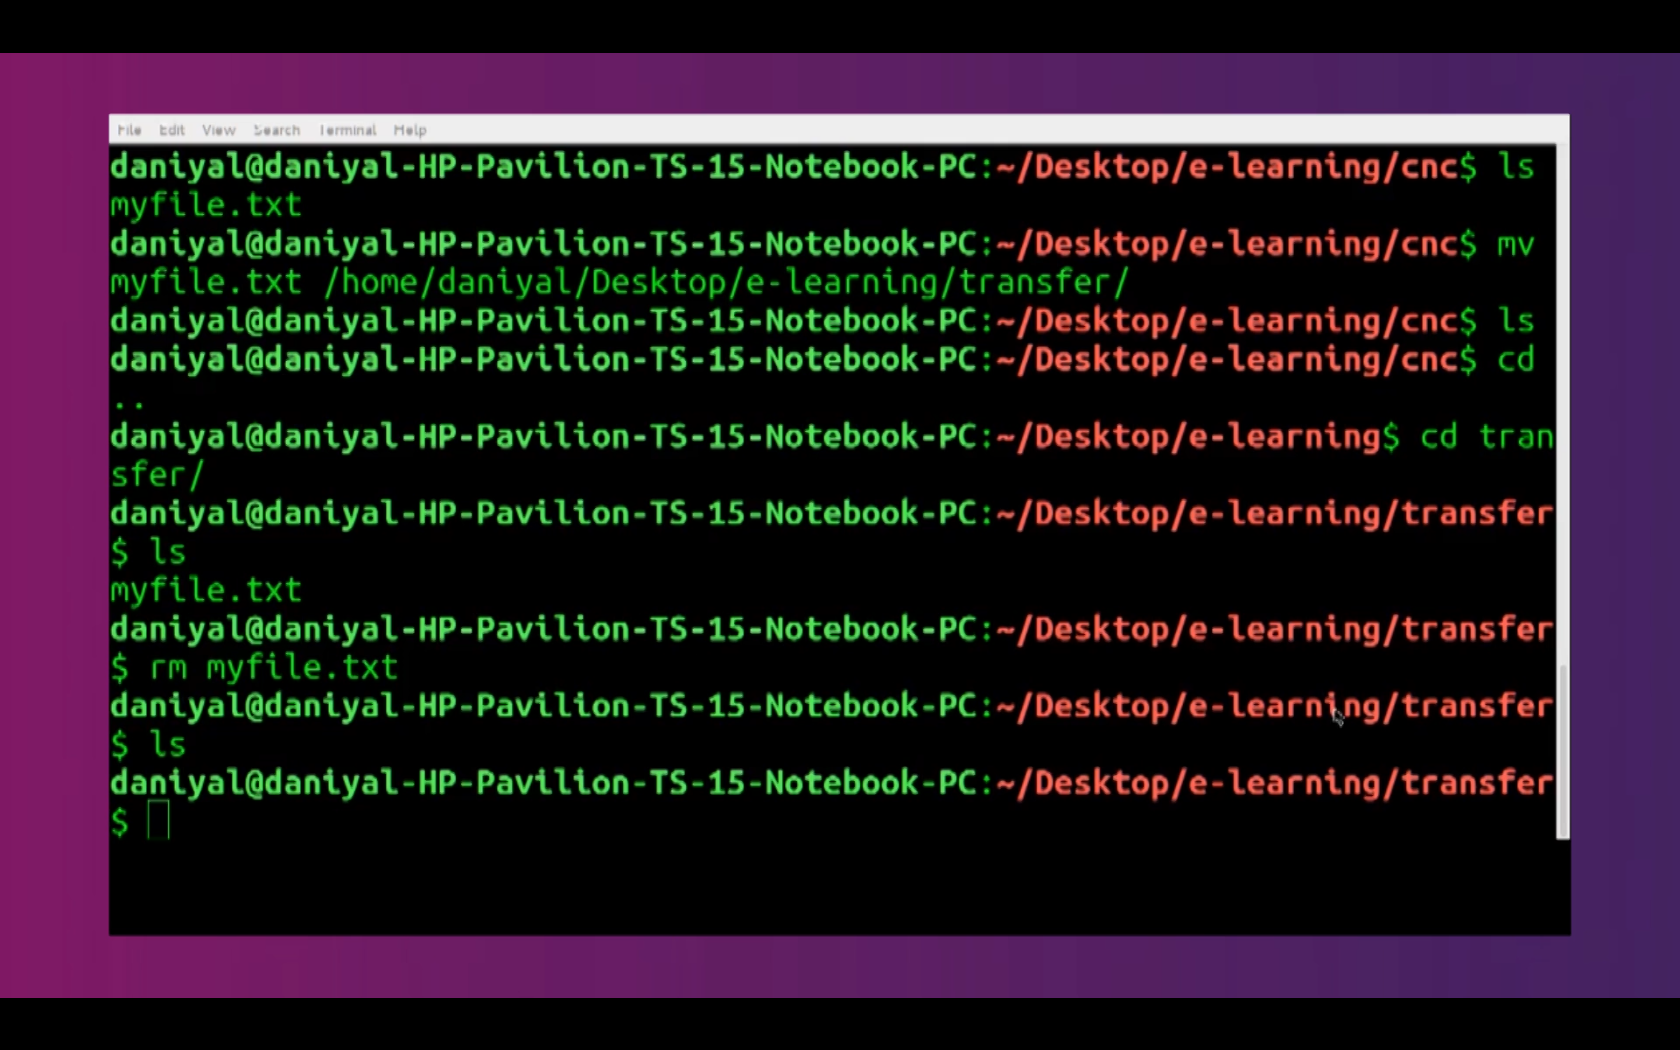 File Edit View Search Terminal Help
daniyal@daniyal-HP-Pavilion-TS-15-Notebook-PC:~/Desktop/e-learning/cnc$ ls
myfile.txt
daniyal@daniyal-HP-Pavilion-TS-15-Notebook-PC:~/Desktop/e-learning/cnc$ mv
myfile.txt /home/daniyal/Desktop/e-learning/transfer/
daniyal@daniyal-HP-Pavilion-TS-15-Notebook-PC:~/Desktop/e-learning/cnc$ ls
daniyal@daniyal-HP-Pavilion-TS-15-Notebook-PC:~/Desktop/e-learning/cnc$ cd
..
daniyal@daniyal-HP-Pavilion-TS-15-Notebook-PC:~/Desktop/e-learning$ cd tran
sfer/
daniyal@daniyal-HP-Pavilion-TS-15-Notebook-PC:~/Desktop/e-learning/transfer
$ ls
myfile.txt
daniyal@daniyal-HP-Pavilion-TS-15-Notebook-PC:~/Desktop/e-learning/transfer
$ rm myfile.txt
daniyal@daniyal-HP-Pavilion-TS-15-Notebook-PC:~/Desktop/e-learning/transfer
$ ls
daniyal@daniyal-HP-Pavilion-TS-15-Notebook-PC:~/Desktop/e-learning/transfer
$